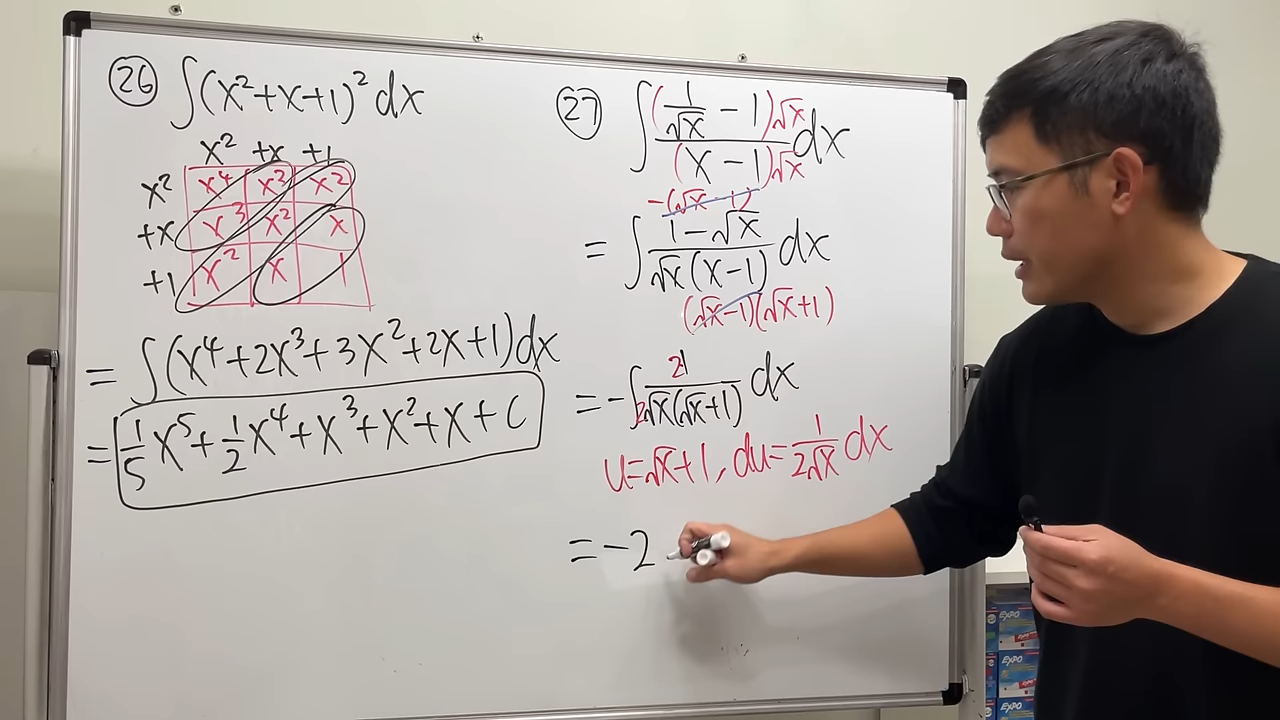 26 ∫(x²+x+1)² dx
x² +x +1
x² x⁴ x³ x²
+x x³ x² x
+1 x² x 1
= ∫(x⁴+2x³+3x²+2x+1)dx
= 1/5 x⁵ + 1/2 x⁴ + x³ + x² + x + C
27 ∫ (1/√x − 1)√x / (x − 1)√x dx
−(√x − 1)
= ∫ 1−√x / √x(x−1) dx
(√x−1)(√x+1)
= −∫ 2·1 / 2√x(√x+1) dx
u=√x+1, du= 1/2√x dx
= −2
EXPO
EXPO